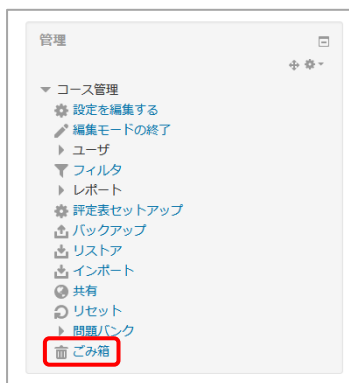 管理
コース管理
設定を編集する
編集モードの終了
ユーザ
フィルタ
レポート
評定表セットアップ
バックアップ
リストア
インポート
共有
リセット
問題バンク
ごみ箱